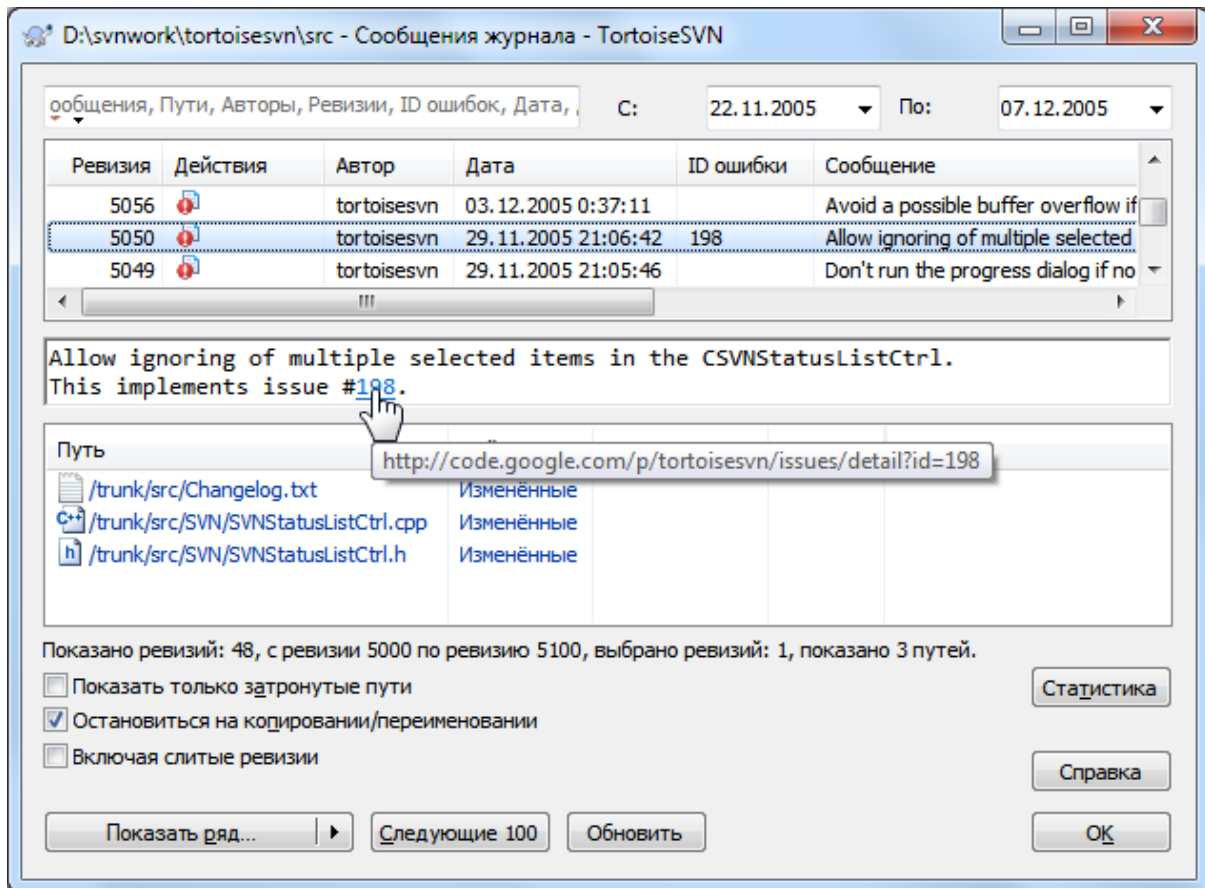 D:\svnwork\tortoisesvn\src - Сообщения журнала - TortoiseSVN
ообщения, Пути, Авторы, Ревизии, ID ошибок, Дата, С: 22.11.2005 По: 07.12.2005
Ревизия Действия Автор Дата ID ошибки Сообщение
5056 tortoisesvn 03.12.2005 0:37:11 Avoid a possible buffer overflow if
5050 tortoisesvn 29.11.2005 21:06:42 198 Allow ignoring of multiple selected
5049 tortoisesvn 29.11.2005 21:05:46 Don't run the progress dialog if no
Allow ignoring of multiple selected items in the CSVNStatusListCtrl.
This implements issue #198.
Путь
http://code.google.com/p/tortoisesvn/issues/detail?id=198
/trunk/src/Changelog.txt Изменённые
C++ /trunk/src/SVN/SVNStatusListCtrl.cpp Изменённые
h /trunk/src/SVN/SVNStatusListCtrl.h Изменённые
Показано ревизий: 48, с ревизии 5000 по ревизию 5100, выбрано ревизий: 1, показано 3 путей.
Показать только затронутые пути
Статистика
Остановиться на копировании/переименовании
Включая слитые ревизии
Справка
Показать ряд... Следующие 100 Обновить OK